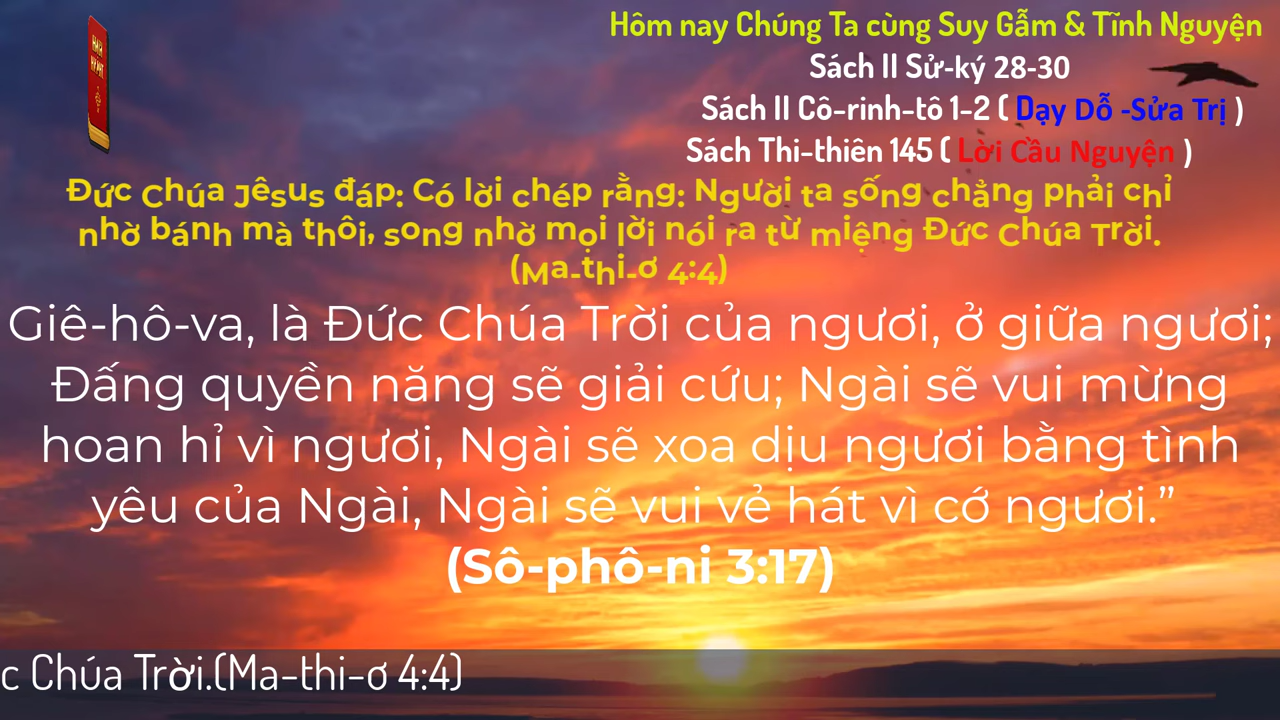 Hôm nay Chúng Ta cùng Suy Gẫm & Tĩnh Nguyện
Sách II Sử-ký 28-30
Sách II Cô-rinh-tô 1-2 ( Dạy Dỗ -Sửa Trị )
Sách Thi-thiên 145 ( Lời Cầu Nguyện )
Đức Chúa Jêsus đáp: Có lời chép rằng: Người ta sống chẳng phải chỉ
nhờ bánh mà thôi, song nhờ mọi lời nói ra từ miệng Đức Chúa Trời.
(Ma-thi-ơ 4:4)
Giê-hô-va, là Đức Chúa Trời của ngươi, ở giữa ngươi;
Đấng quyền năng sẽ giải cứu; Ngài sẽ vui mừng
hoan hỉ vì ngươi, Ngài sẽ xoa dịu ngươi bằng tình
yêu của Ngài, Ngài sẽ vui vẻ hát vì cớ ngươi.”
(Sô-phô-ni 3:17)
c Chúa Trời.(Ma-thi-ơ 4:4)